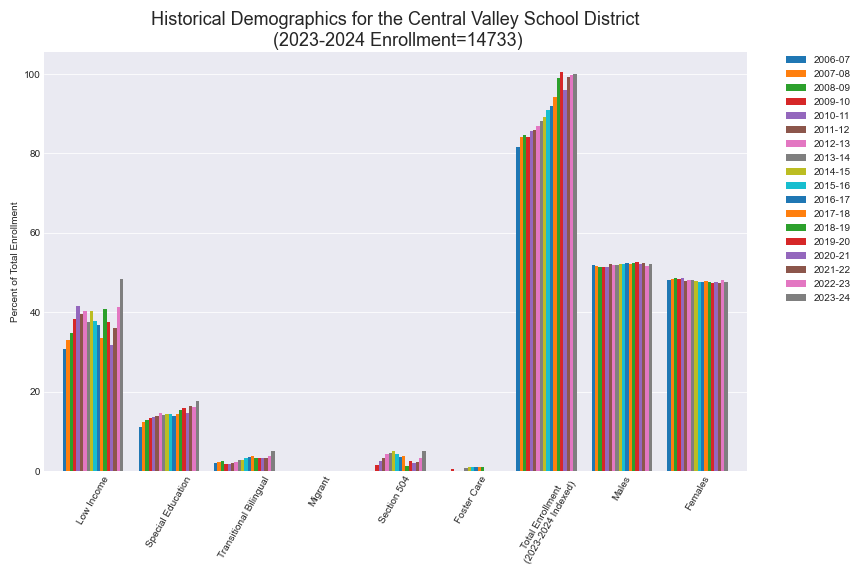 Historical Demographics for the Central Valley School District
(2023-2024 Enrollment=14733)
Percent of Total Enrollment
100
80
60
40
20
0
Low Income
Special Education
Transitional Bilingual
Migrant
Section 504
Foster Care
Total Enrollment
(2023-2024 Indexed)
Males
Females
2006-07
2007-08
2008-09
2009-10
2010-11
2011-12
2012-13
2013-14
2014-15
2015-16
2016-17
2017-18
2018-19
2019-20
2020-21
2021-22
2022-23
2023-24